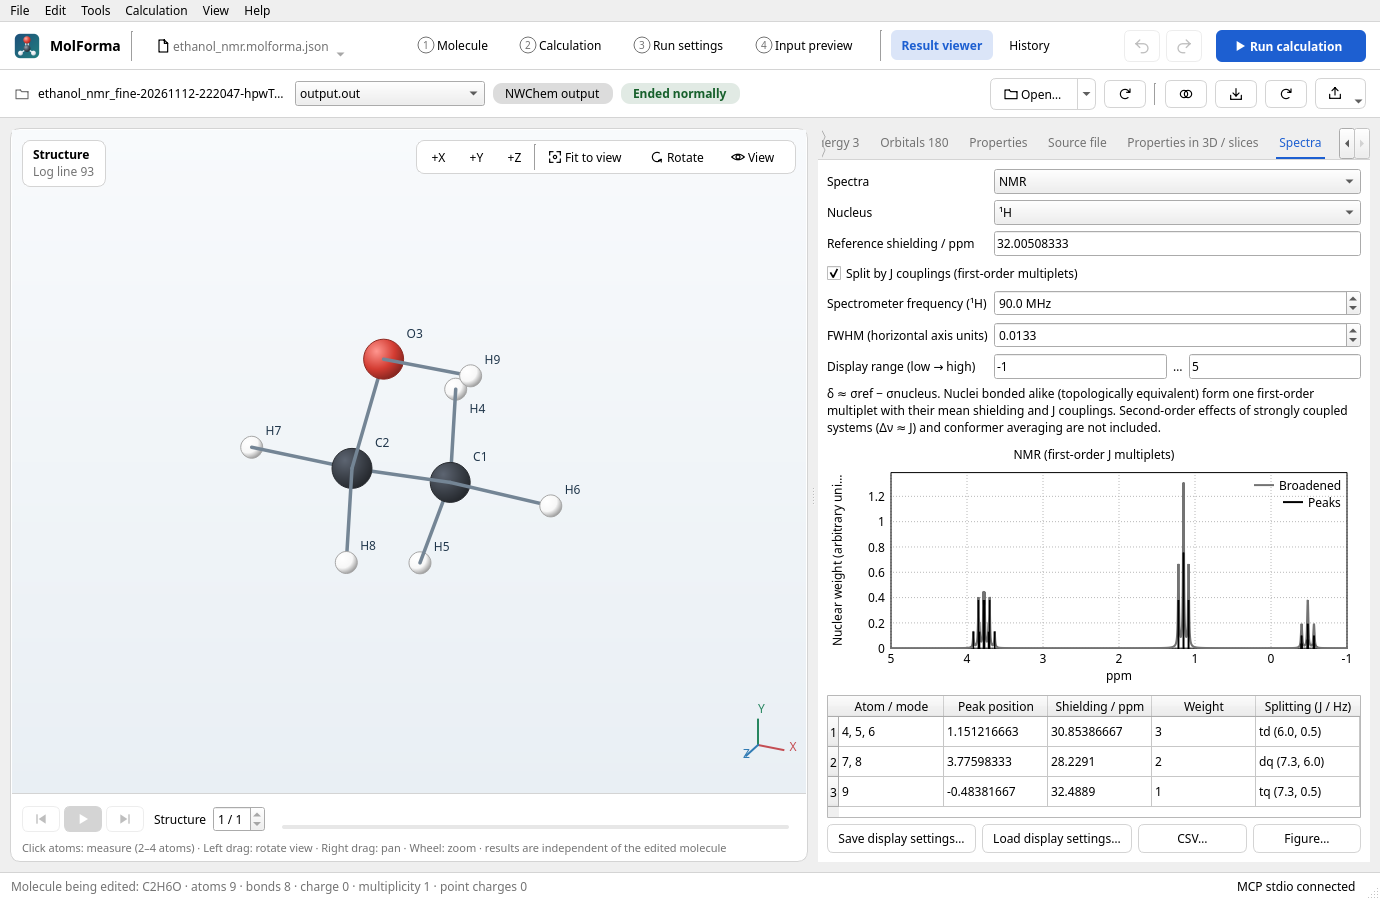 File Edit Tools Calculation View Help
MolForma
ethanol_nmr.molforma.json
1 Molecule
2 Calculation
3 Run settings
4 Input preview
Result viewer
History
Run calculation
ethanol_nmr_fine-20261112-222047-hpwT...
output.out
NWChem output
Ended normally
Open...
Structure
Log line 93
+X +Y +Z Fit to view Rotate View
ergy 3 Orbitals 180 Properties Source file Properties in 3D / slices Spectra
O3
H9
H4
H7
C2
C1
H6
H8
H5
Y
X
Z
Structure 1 / 1
Click atoms: measure (2–4 atoms) · Left drag: rotate view · Right drag: pan · Wheel: zoom · results are independent of the edited molecule
Spectra NMR
Nucleus ¹H
Reference shielding / ppm 32.00508333
Split by J couplings (first-order multiplets)
Spectrometer frequency (¹H) 90.0 MHz
FWHM (horizontal axis units) 0.0133
Display range (low → high) -1 ... 5
δ ≈ σref − σnucleus. Nuclei bonded alike (topologically equivalent) form one first-order
multiplet with their mean shielding and J couplings. Second-order effects of strongly coupled
systems (Δν ≈ J) and conformer averaging are not included.
NMR (first-order J multiplets)
Nuclear weight (arbitrary uni...
Broadened
Peaks
1.2
1
0.8
0.6
0.4
0.2
0
5 4 3 2 1 0 -1
ppm
Atom / mode Peak position Shielding / ppm Weight Splitting (J / Hz)
1 4, 5, 6 1.151216663 30.85386667 3 td (6.0, 0.5)
2 7, 8 3.77598333 28.2291 2 dq (7.3, 6.0)
3 9 -0.48381667 32.4889 1 tq (7.3, 0.5)
Save display settings... Load display settings... CSV... Figure...
Molecule being edited: C2H6O · atoms 9 · bonds 8 · charge 0 · multiplicity 1 · point charges 0
MCP stdio connected